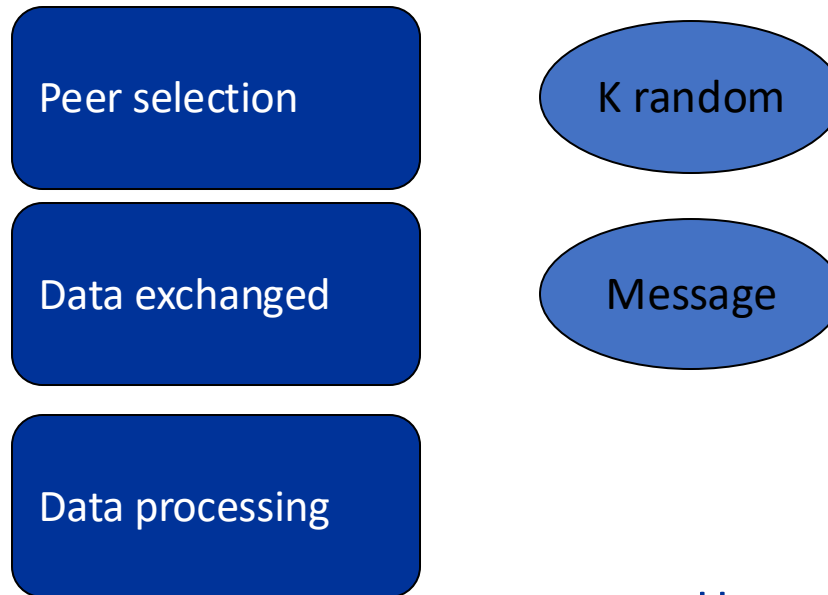 Peer selection
K random
Data exchanged
Message
Data processing